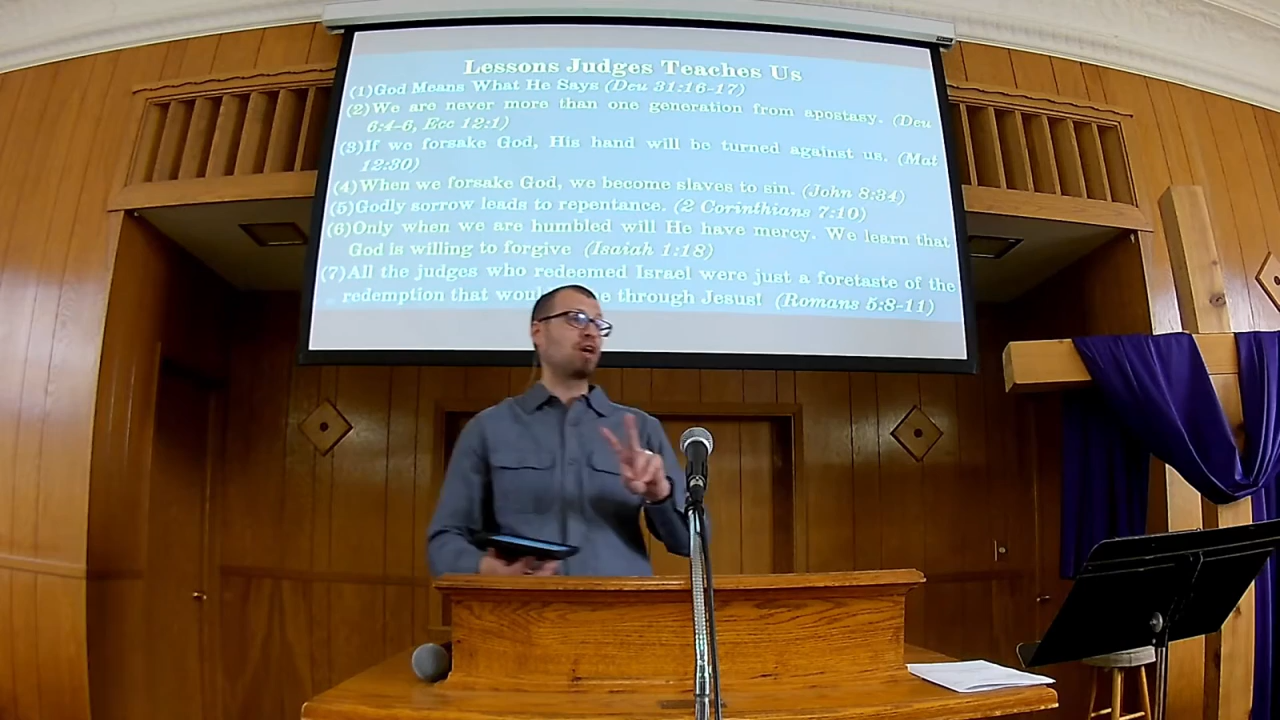 Lessons Judges Teaches Us
(1)God Means What He Says (Deu 31:16-17)
(2)We are never more than one generation from apostasy. (Deu
6:4-6, Ecc 12:1)
(3)If we forsake God, His hand will be turned against us. (Mat
12:30)
(4)When we forsake God, we become slaves to sin. (John 8:34)
(5)Godly sorrow leads to repentance. (2 Corinthians 7:10)
(6)Only when we are humbled will He have mercy. We learn that
God is willing to forgive (Isaiah 1:18)
(7)All the judges who redeemed Israel were just a foretaste of the
redemption that through Jesus! (Romans 5:8-11)